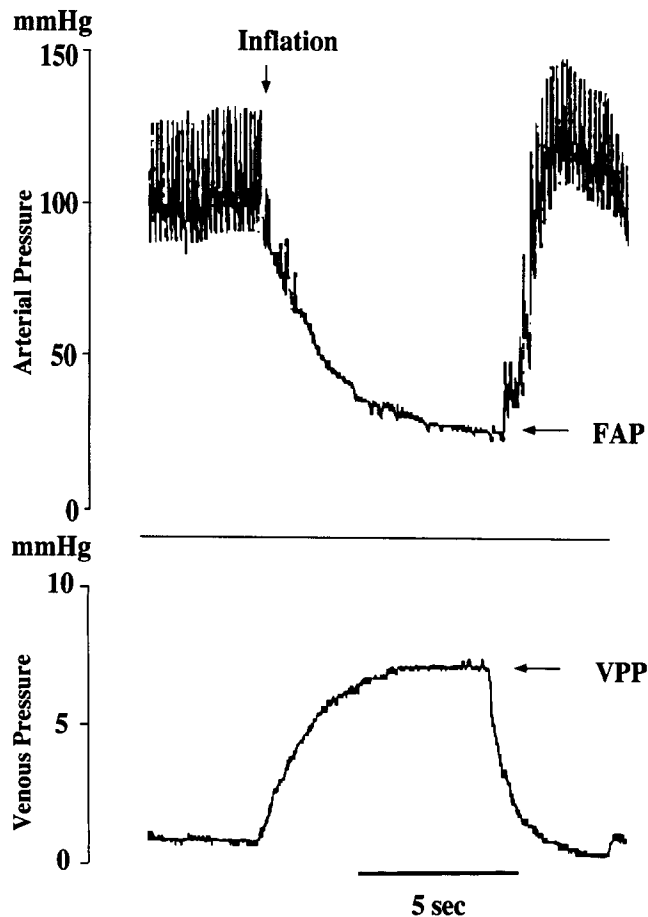 mmHg
Inflation
150
100
50
0
Arterial Pressure
FAP
mmHg
10
5
0
Venous Pressure
VPP
5 sec